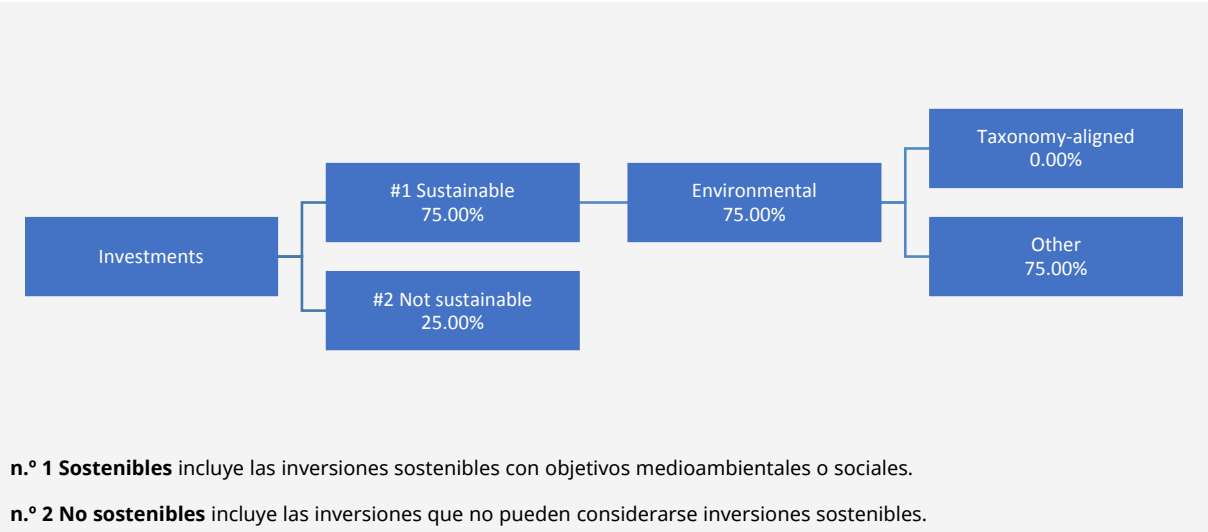 Investments
#1 Sustainable
75.00%
#2 Not sustainable
25.00%
Environmental
75.00%
Taxonomy-aligned
0.00%
Other
75.00%
n.º 1 Sostenibles incluye las inversiones sostenibles con objetivos medioambientales o sociales.
n.º 2 No sostenibles incluye las inversiones que no pueden considerarse inversiones sostenibles.